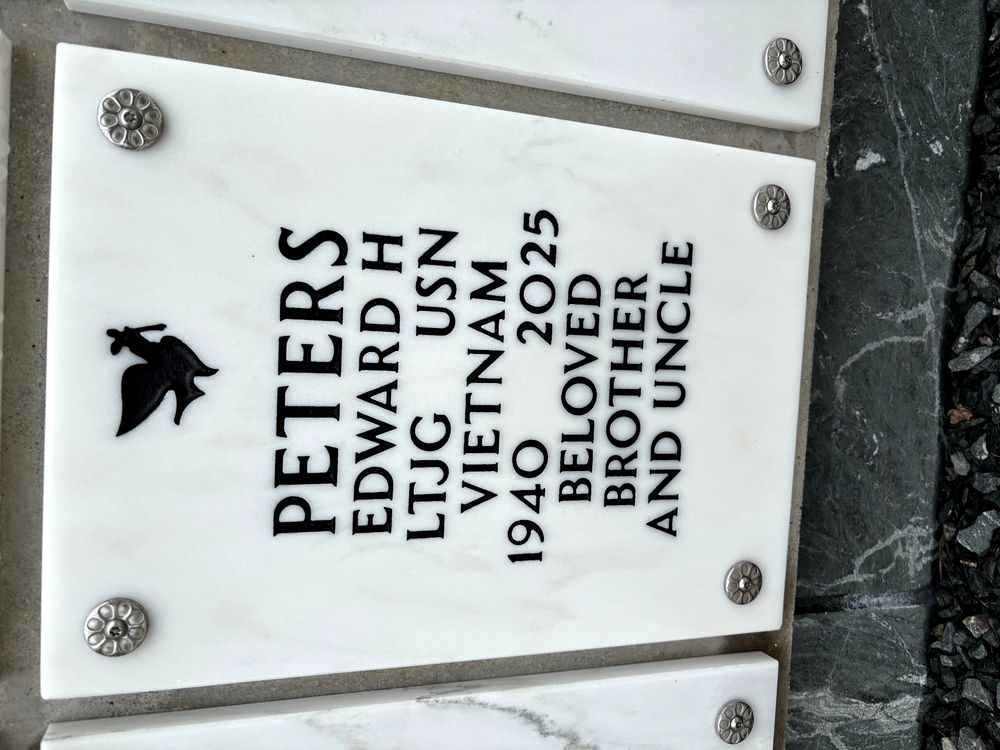 PETERS
EDWARD H
LTJG USN
VIETNAM
1940 2025
BELOVED
BROTHER
AND UNCLE